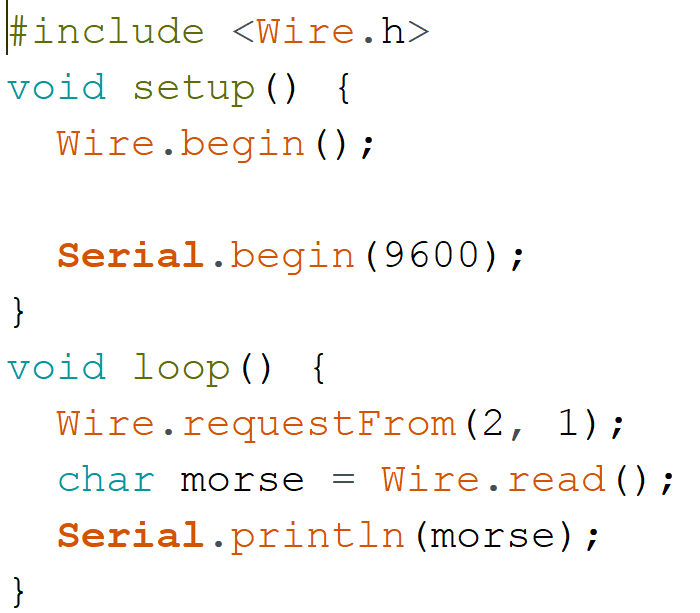 #include <Wire.h>
void setup() {
  Wire.begin();

  Serial.begin(9600);
}
void loop() {
  Wire.requestFrom(2, 1);
  char morse = Wire.read();
  Serial.println(morse);
}